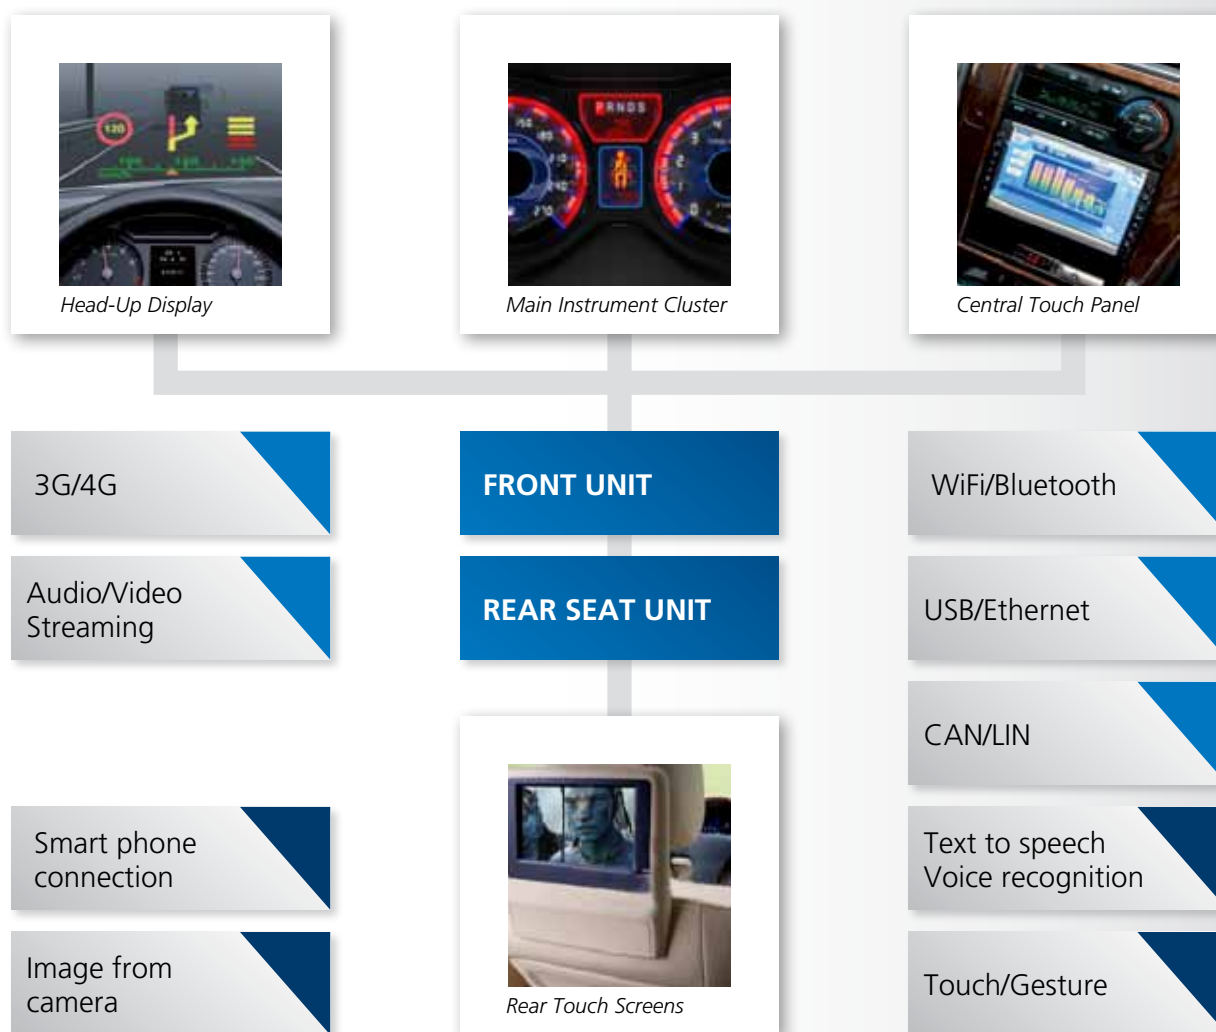 120
PRNDS
Head-Up Display
Main Instrument Cluster
Central Touch Panel
3G/4G
FRONT UNIT
WiFi/Bluetooth
Audio/Video
Streaming
REAR SEAT UNIT
USB/Ethernet
CAN/LIN
Smart phone
connection
Text to speech
Voice recognition
Image from
camera
Rear Touch Screens
Touch/Gesture